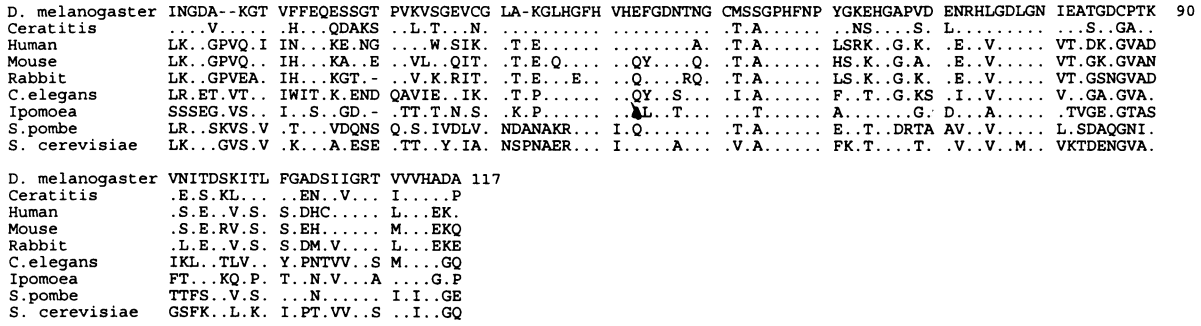 D. melanogaster INGDA--KGT VFFEQESSGT PVKVSGEVCG LA-KGLHGFH VHEFGDNTNG CMSSGPHFNP YGKEHGAPVD ENRHLGDLGN IEATGDCPTK 90
Ceratitis ....V..... ...H...QDAKS ..L.T...N. .......... .......... ..T.A..... ...NS....S. .L........ ....S..GA..
Human LK..GPVQ.I IN...KE.NG ....W.SIK. .T.E...... ........A. ..T.A..... LSRK..G.K. ..E..V.... VT.DK.GVAD
Mouse LK..GPVQ.. IH...KA..E ..VL..QIT. .T.E.Q.... ..QY....Q. ..T.A..... HS.K..G.A. ..E..V.... VT.GK.GVAN
Rabbit LK..GPVEA. IH...KGT.- ..V.K.RIT. .T.E...E.. ..Q....RQ. ..T.A..... LS.K..G.K. ..E..V.... VT.GSNGVAD
C.elegans LR.ET.VT.. IWIT.K.END QAVIE..IK. .T.P...... ..QY..S... ..I.A..... F..T..G.KS .I..V..... V..GA.GVA.
Ipomoea SSSEG.VS.. I...S..GD.- .TT.T.N.S. .K.P...... ...L..T... ..T....... A.......G. D...A..... .TVGE.GTAS
S.pombe LR..SKVS.V .T...VDQNS Q.S.IVDLV. NDANAKR... I.Q....... ..T.A..... E..T..DRTA AV..V..... L.SDAQGNI.
S. cerevisiae LK...GVS.V .K...A.ESE .TT..Y.IA. NSPNAER... I....A.... .V.A...... FK.T....T. .V..V..M.. VKTDENGVA.
D. melanogaster VNITDSKITL FGADSIIGRT VVVHADA 117
Ceratitis .E.S.KL... ..EN..V... I.....P
Human .S.E..V.S. S.DHC..... L...EK.
Mouse .S.E.RV.S. S.EH...... M...EKQ
Rabbit .L.E..V.S. S.DM.V.... L...EKE
C.elegans IKL..TLV.. Y.PNTVV..S M....GQ
Ipomoea FT...KQ.P. T..N.V...A ....G.P
S.pombe TTFS..V.S. ...N...... I.I..GE
S. cerevisiae GSFK..L.K. I.PT.VV..S ..I..GQ